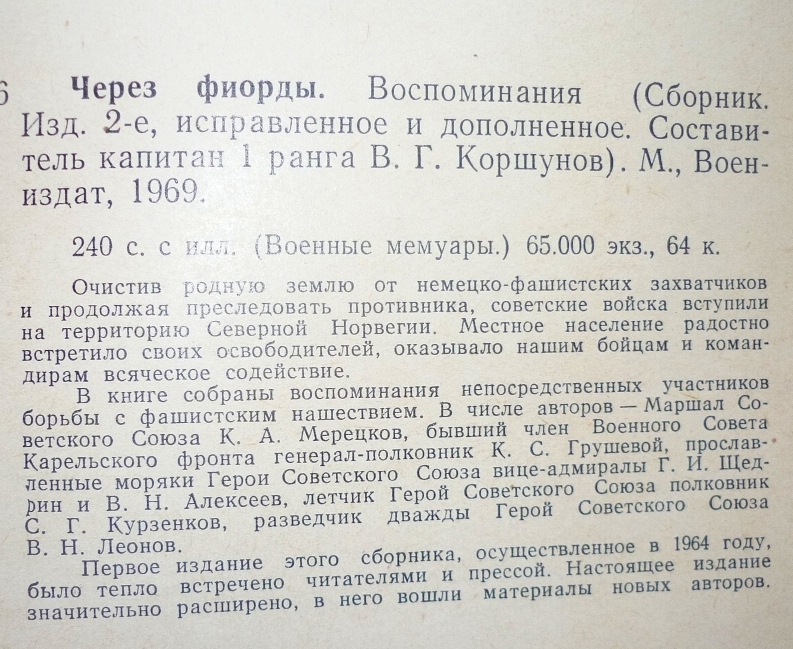 6 Через фиорды. Воспоминания (Сборник.
Изд. 2-е, исправленное и дополненное. Состави-
тель капитан 1 ранга В. Г. Коршунов). М., Воен-
издат, 1969.
240 с. с илл. (Военные мемуары.) 65.000 экз., 64 к.
Очистив родную землю от немецко-фашистских захватчиков
и продолжая преследовать противника, советские войска вступили
на территорию Северной Норвегии. Местное население радостно
встретило своих освободителей, оказывало нашим бойцам и коман-
дирам всяческое содействие.
В книге собраны воспоминания непосредственных участников
борьбы с фашистским нашествием. В числе авторов — Маршал Со-
ветского Союза К. А. Мерецков, бывший член Военного Совета
Карельского фронта генерал-полковник К. С. Грушевой, прослав-
ленные моряки Герои Советского Союза вице-адмиралы Г. И. Щед-
рин и В. Н. Алексеев, летчик Герой Советского Союза полковник
С. Г. Курзенков, разведчик дважды Герой Советского Союза
В. Н. Леонов.
Первое издание этого сборника, осуществленное в 1964 году,
было тепло встречено читателями и прессой. Настоящее издание
значительно расширено, в него вошли материалы новых авторов.